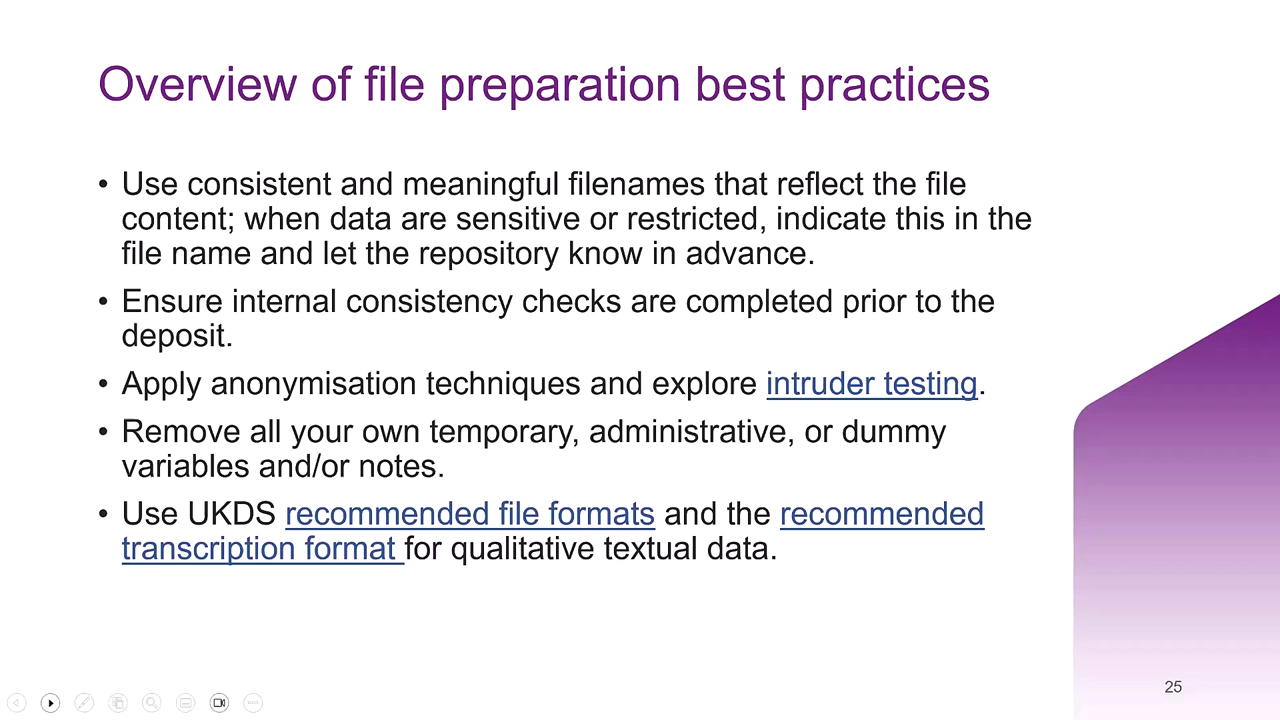 Overview of file preparation best practices
• Use consistent and meaningful filenames that reflect the file
content; when data are sensitive or restricted, indicate this in the
file name and let the repository know in advance.
• Ensure internal consistency checks are completed prior to the
deposit.
• Apply anonymisation techniques and explore intruder testing.
• Remove all your own temporary, administrative, or dummy
variables and/or notes.
• Use UKDS recommended file formats and the recommended
transcription format for qualitative textual data.
25